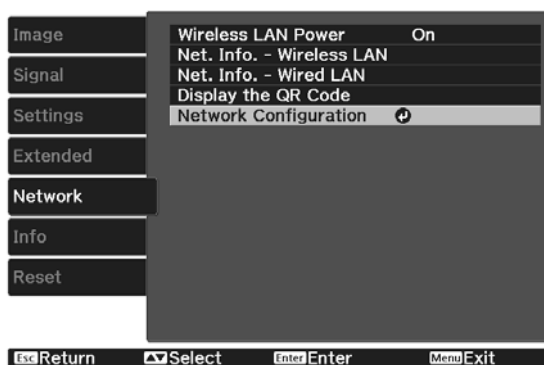 Image
Signal
Settings
Extended
Network
Info
Reset
Wireless LAN Power On
Net. Info. - Wireless LAN
Net. Info. - Wired LAN
Display the QR Code
Network Configuration
Esc Return Select Enter Enter Menu Exit